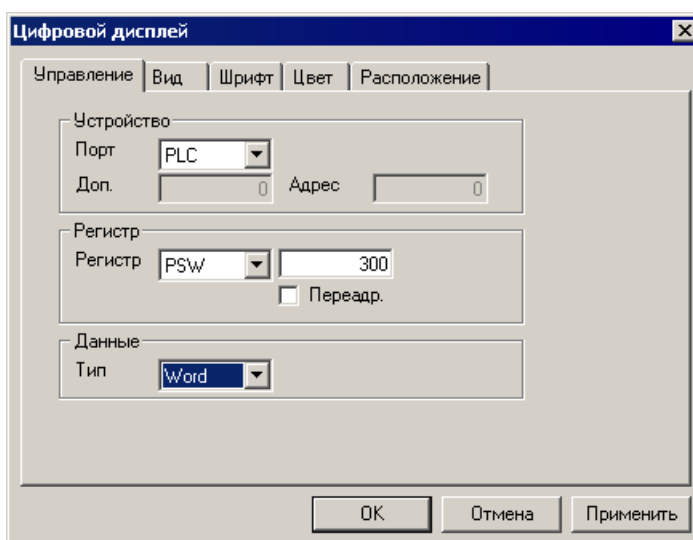 Цифровой дисплей
Управление Вид Шрифт Цвет Расположение
Устройство
Порт PLC
Доп. 0 Адрес 0
Регистр
Регистр PSW 300
Переадр.
Данные
Тип Word
OK Отмена Применить